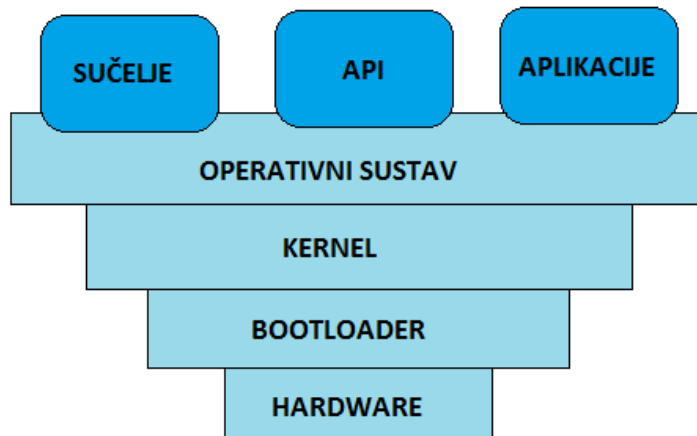 SUČELJE
API
APLIKACIJE
OPERATIVNI SUSTAV
KERNEL
BOOTLOADER
HARDWARE